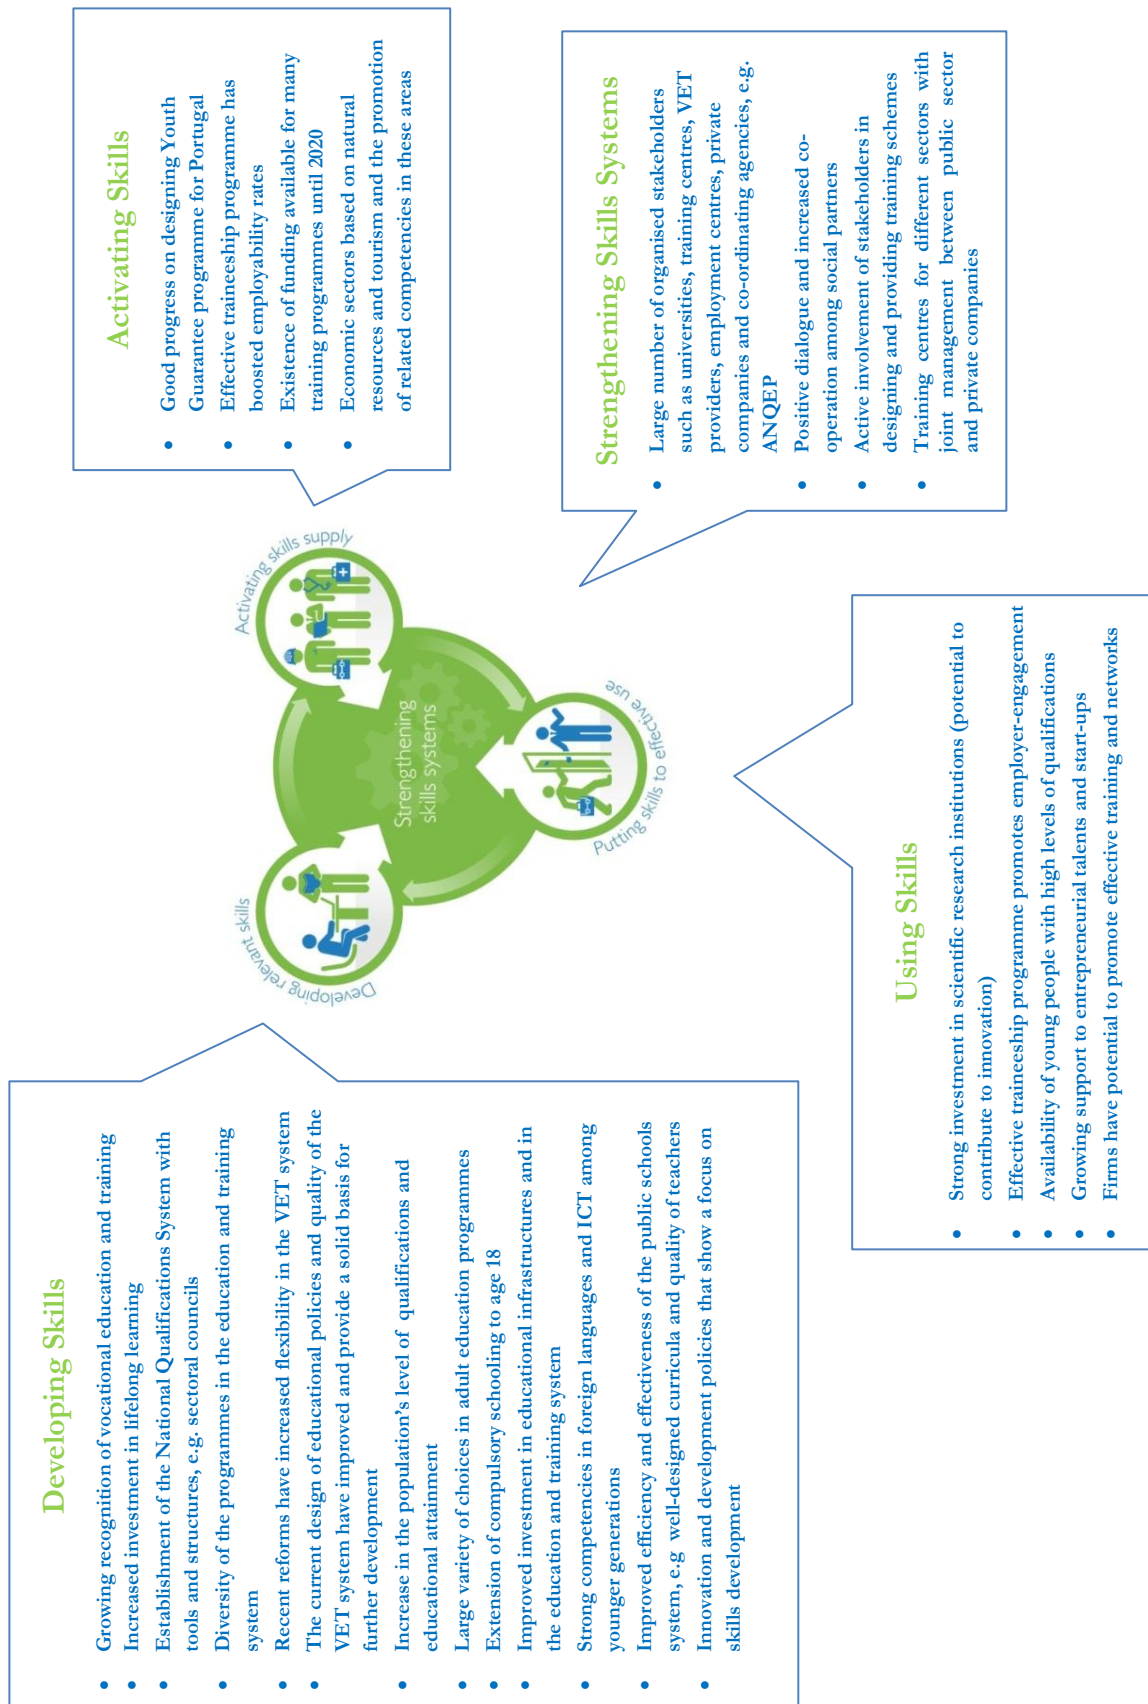 Developing Skills
• Growing recognition of vocational education and training
• Increased investment in lifelong learning
• Establishment of the National Qualifications System with
tools and structures, e.g. sectoral councils
• Diversity of the programmes in the education and training
system
• Recent reforms have increased flexibility in the VET system
• The current design of educational policies and quality of the
VET system have improved and provide a solid basis for
further development
• Increase in the population's level of qualifications and
educational attainment
• Large variety of choices in adult education programmes
• Extension of compulsory schooling to age 18
• Improved investment in educational infrastructures and in
the education and training system
• Strong competencies in foreign languages and ICT among
younger generations
• Improved efficiency and effectiveness of the public schools
system, e.g well-designed curricula and quality of teachers
• Innovation and development policies that show a focus on
skills development
Developing relevant skills
Activating skills supply
Strengthening
skills systems
Putting skills to effective use
Activating Skills
• Good progress on designing Youth
Guarantee programme for Portugal
• Effective traineeship programme has
boosted employability rates
• Existence of funding available for many
training programmes until 2020
• Economic sectors based on natural
resources and tourism and the promotion
of related competencies in these areas
Strengthening Skills Systems
• Large number of organised stakeholders
such as universities, training centres, VET
providers, employment centres, private
companies and co-ordinating agencies, e.g.
ANQEP
• Positive dialogue and increased co-
operation among social partners
• Active involvement of stakeholders in
designing and providing training schemes
• Training centres for different sectors with
joint management between public sector
and private companies
Using Skills
• Strong investment in scientific research institutions (potential to
contribute to innovation)
• Effective traineeship programme promotes employer-engagement
• Availability of young people with high levels of qualifications
• Growing support to entrepreneurial talents and start-ups
• Firms have potential to promote effective training and networks